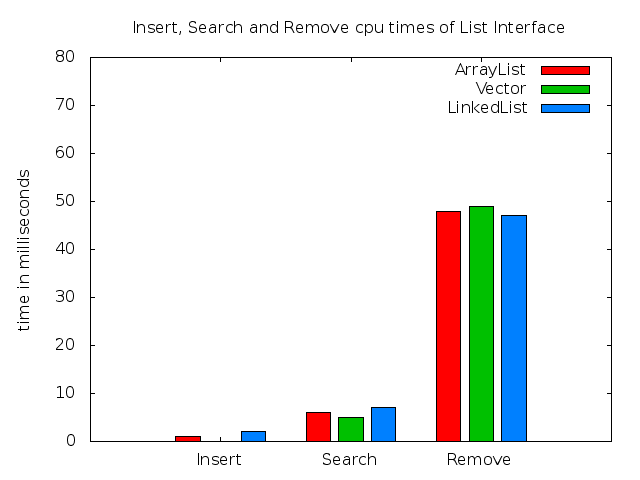 Insert, Search and Remove cpu times of List Interface
80
70
60
50
40
30
20
10
0
time in milliseconds
ArrayList
Vector
LinkedList
Insert
Search
Remove